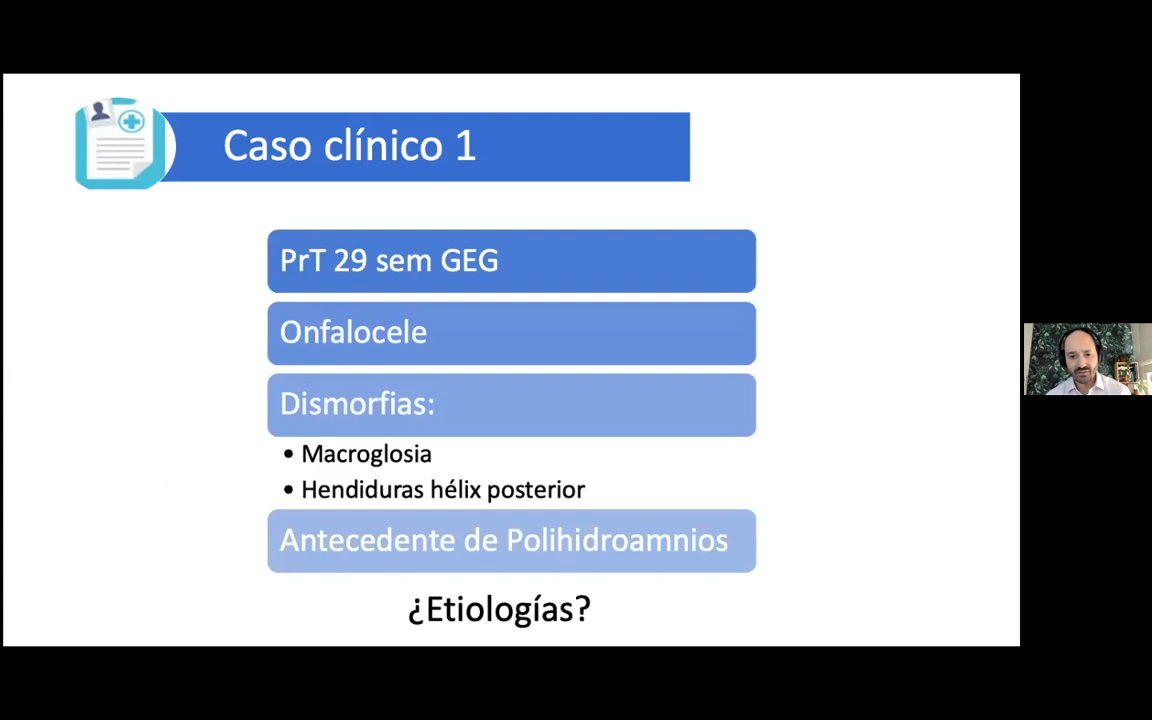 Caso clínico 1
PrT 29 sem GEG
Onfalocele
Dismorfias:
• Macroglosia
• Hendiduras hélix posterior
Antecedente de Polihidroamnios
¿Etiologías?